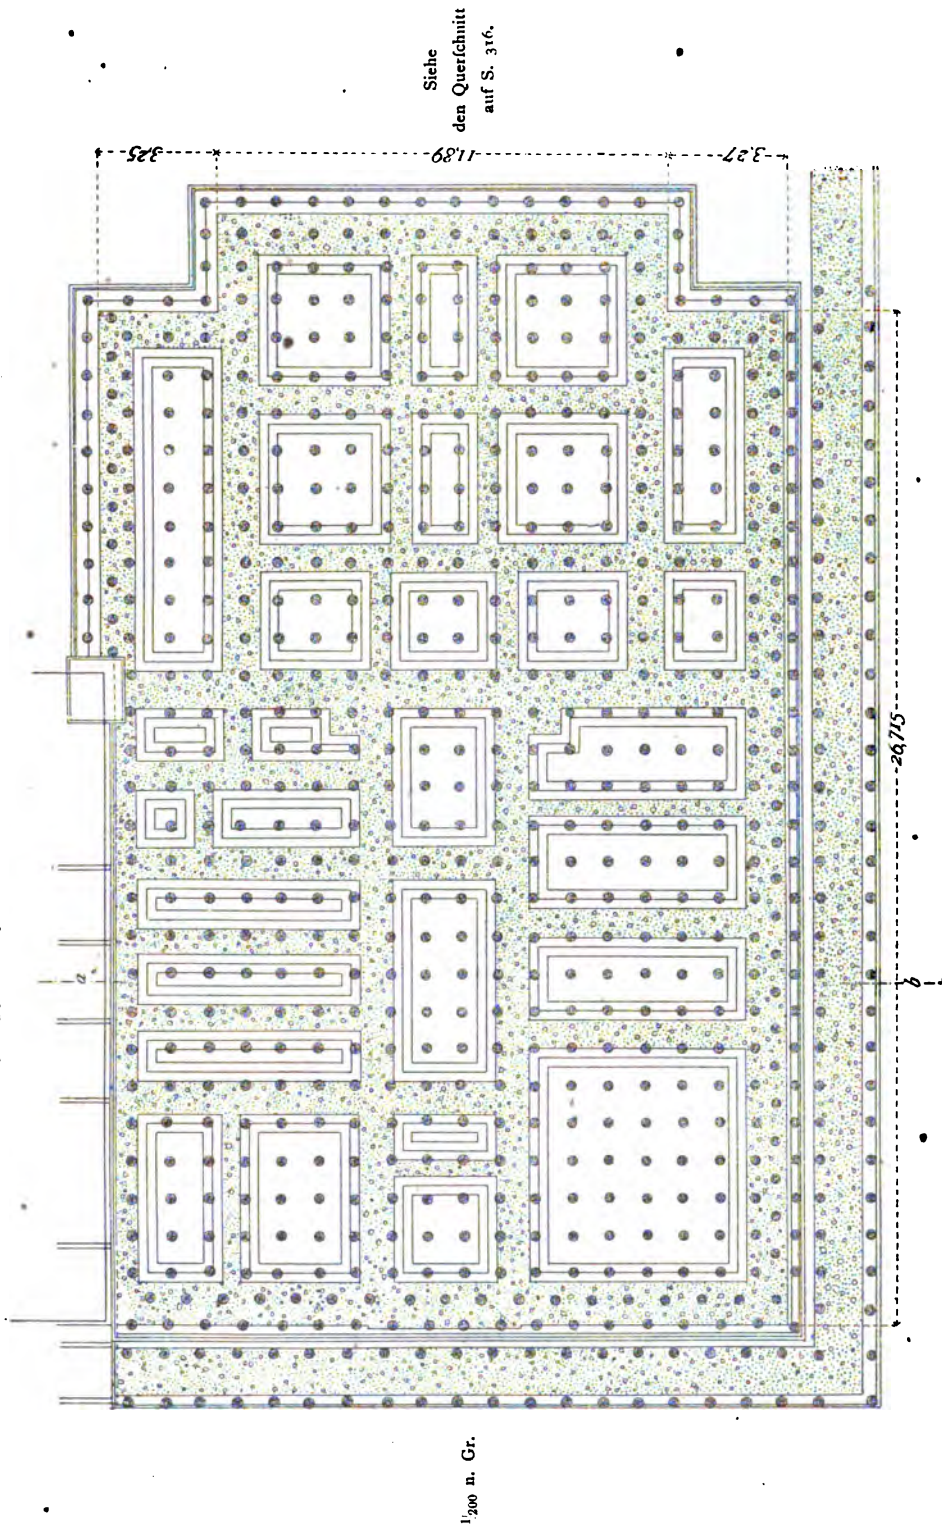 Siehe
den Querſchnitt
auf S. 316.
3,25
11,89
3,27
a
26,715
b
1/200 n. Gr.